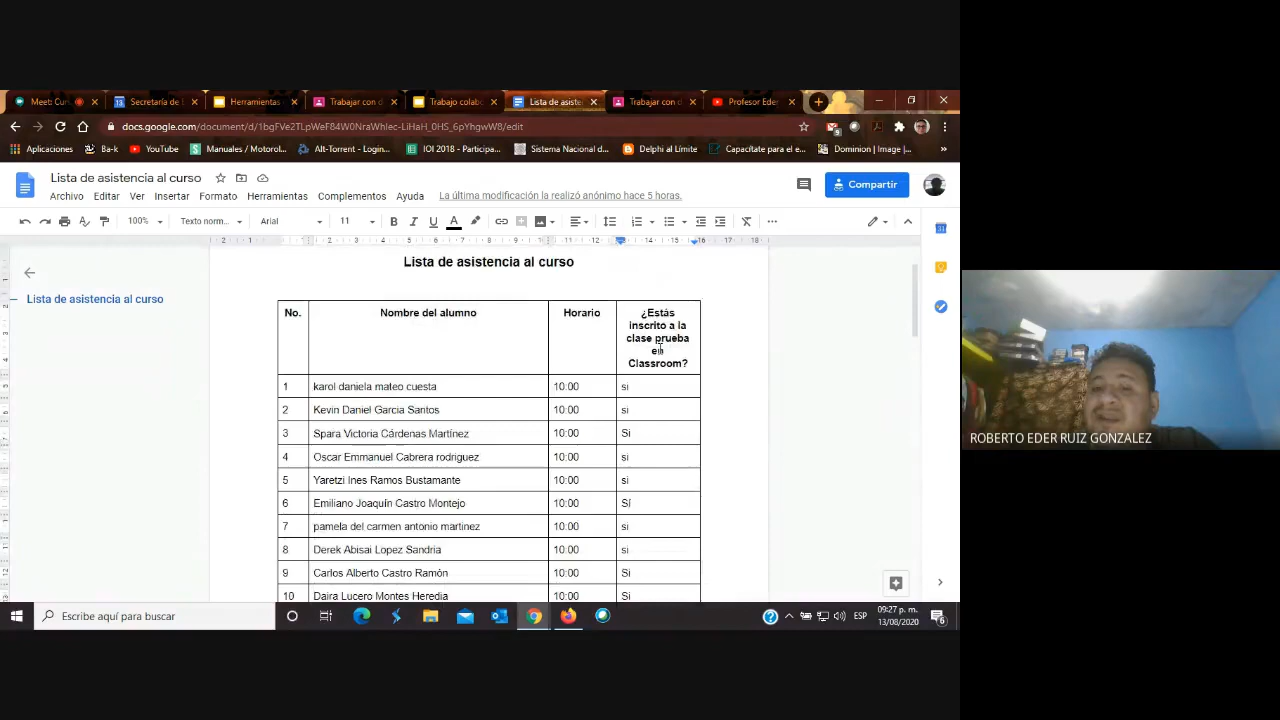 Meet: Cur
Secretaría de
Herramientas
Trabajar con d
Trabajo colabo
Lista de asiste
Trabajar con de
Profesor Eder
docs.google.com/document/d/1bgFVe2TLpWeF84W0NraWhlec-LiHaH_0HS_6pYhgwW8/edit
Aplicaciones
Ba-k
YouTube
Manuales / Motorol...
Alt-Torrent - Login...
IOI 2018 - Participa...
Sistema Nacional d...
Delphi al Límite
Capacítate para el e...
Dominion | Image |...
Lista de asistencia al curso
Archivo Editar Ver Insertar Formato Herramientas Complementos Ayuda
La última modificación la realizó anónimo hace 5 horas.
Compartir
100% Texto norm... Arial 11
Lista de asistencia al curso
Lista de asistencia al curso
No. Nombre del alumno Horario ¿Estás
inscrito a la
clase prueba
en
Classroom?
1 karol daniela mateo cuesta 10:00 si
2 Kevin Daniel Garcia Santos 10:00 si
3 Spara Victoria Cárdenas Martínez 10:00 Si
4 Oscar Emmanuel Cabrera rodriguez 10:00 si
5 Yaretzi Ines Ramos Bustamante 10:00 si
6 Emiliano Joaquín Castro Montejo 10:00 Sí
7 pamela del carmen antonio martinez 10:00 si
8 Derek Abisai Lopez Sandria 10:00 si
9 Carlos Alberto Castro Ramón 10:00 Si
10 Daira Lucero Montes Heredia 10:00 Si
ROBERTO EDER RUIZ GONZALEZ
Escribe aquí para buscar
ESP
09:27 p. m.
13/08/2020